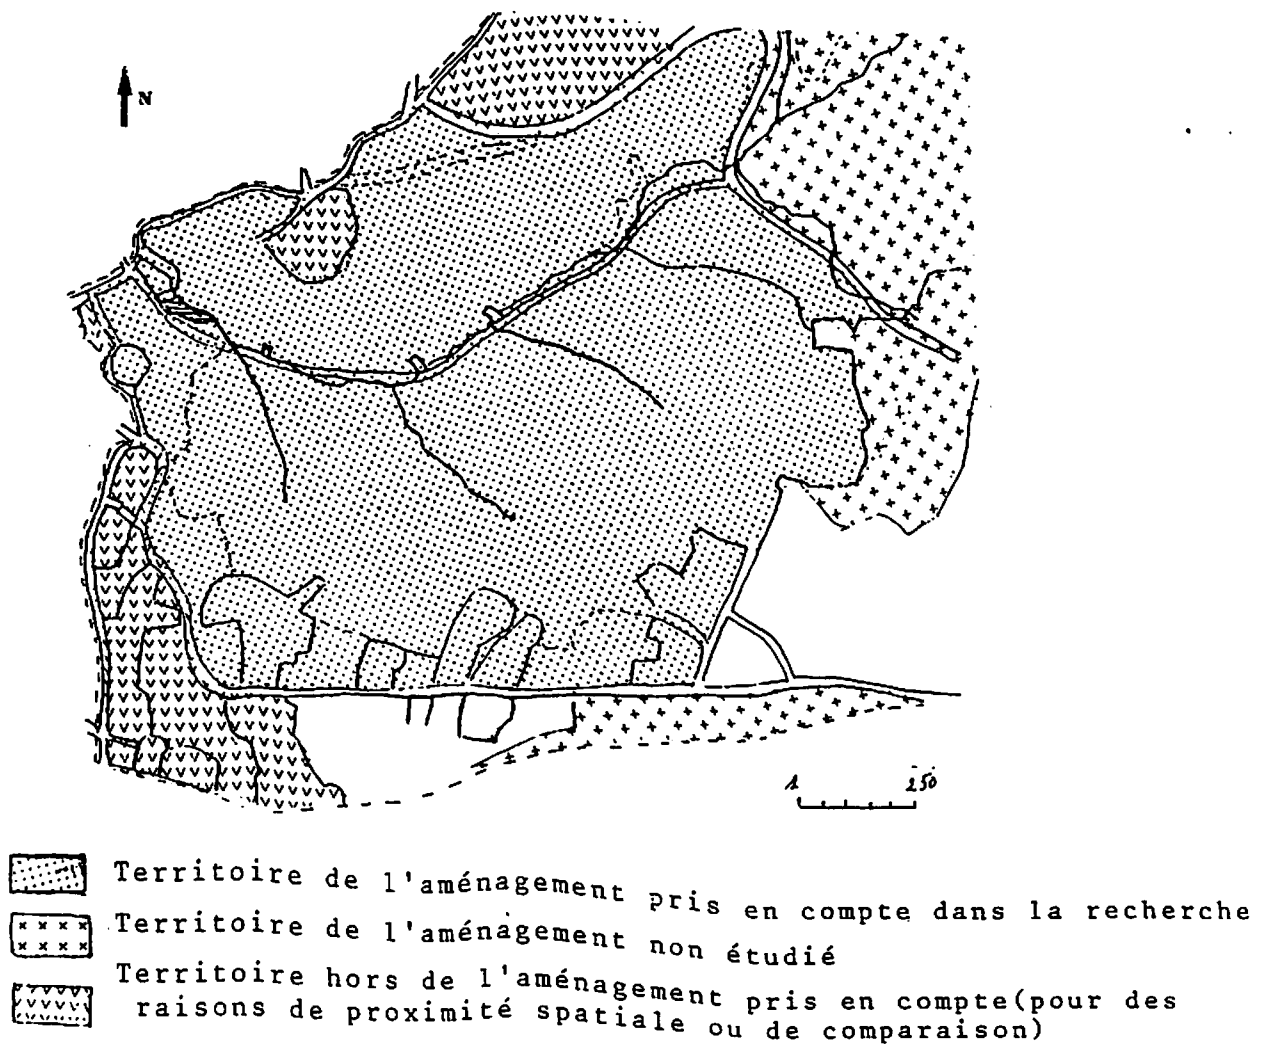 N
1 250
Territoire de l'aménagement pris en compte dans la recherche
Territoire de l'aménagement non étudié
Territoire hors de l'aménagement pris en compte(pour des
raisons de proximité spatiale ou de comparaison)